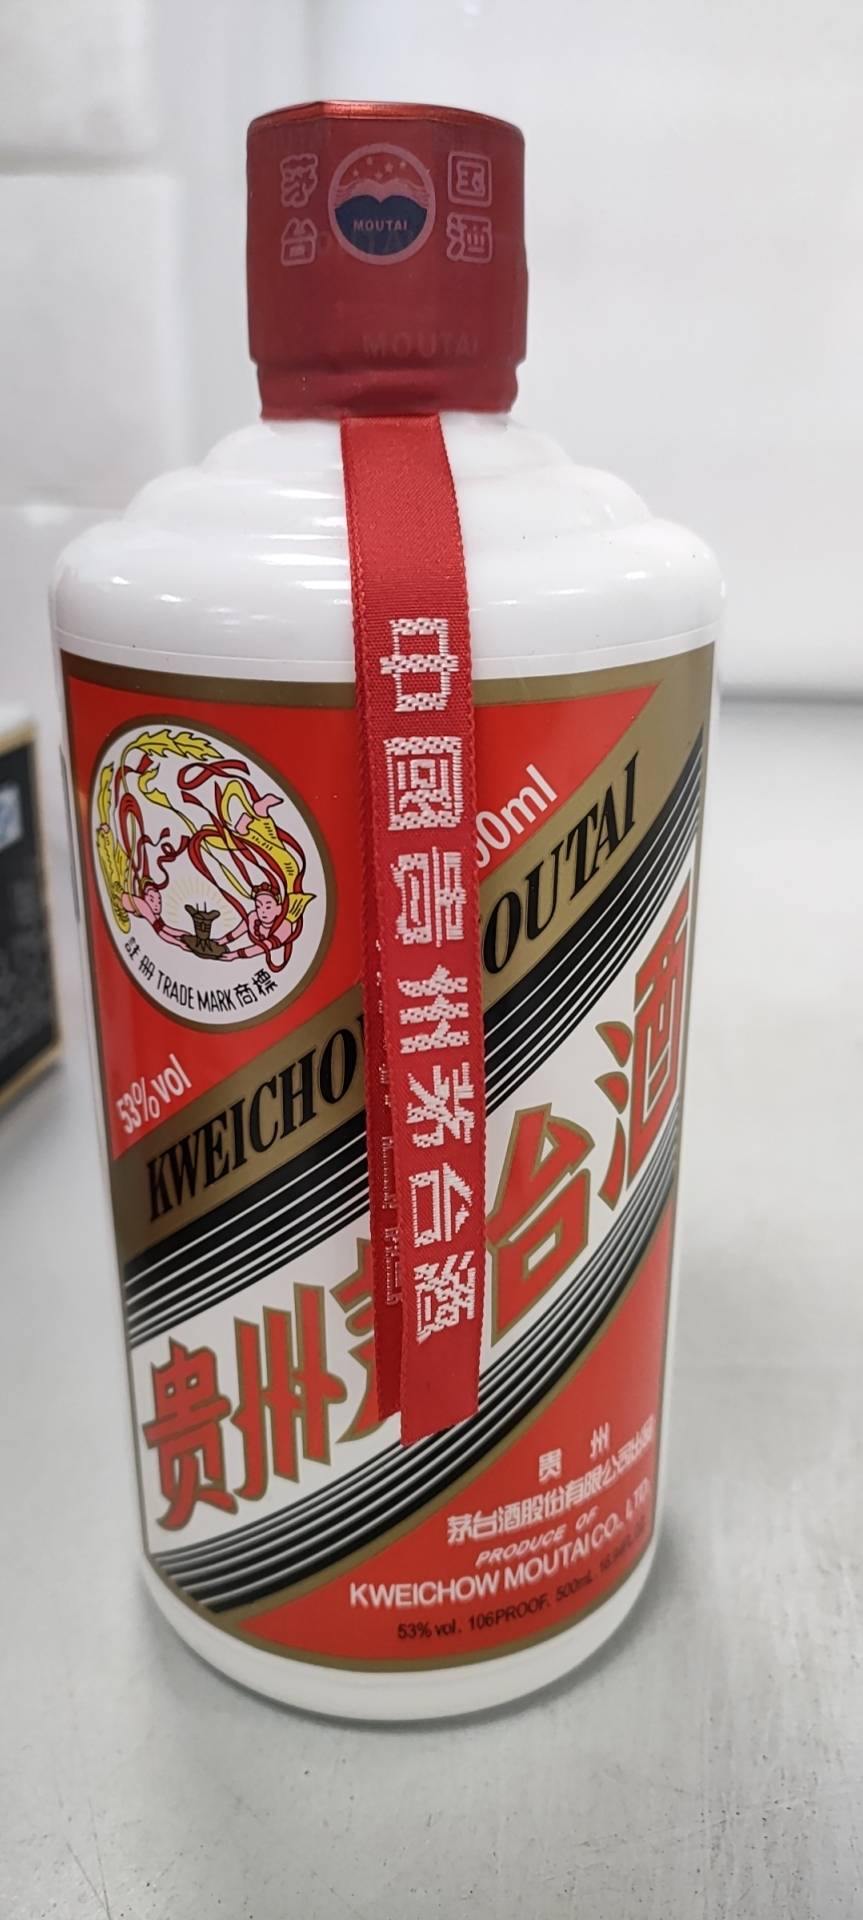 茅台
国酒
MOUTAI
MOUTAI
中國貴州茅台酒
註册 TRADE MARK 商標
53%vol
KWEICHO
OUTAI
贵州
台酒
贵州
茅台酒股份有限公司出品
PRODUCE OF
KWEICHOW MOUTAI CO., LTD.
53% vol. 106PROOF. 500mL.